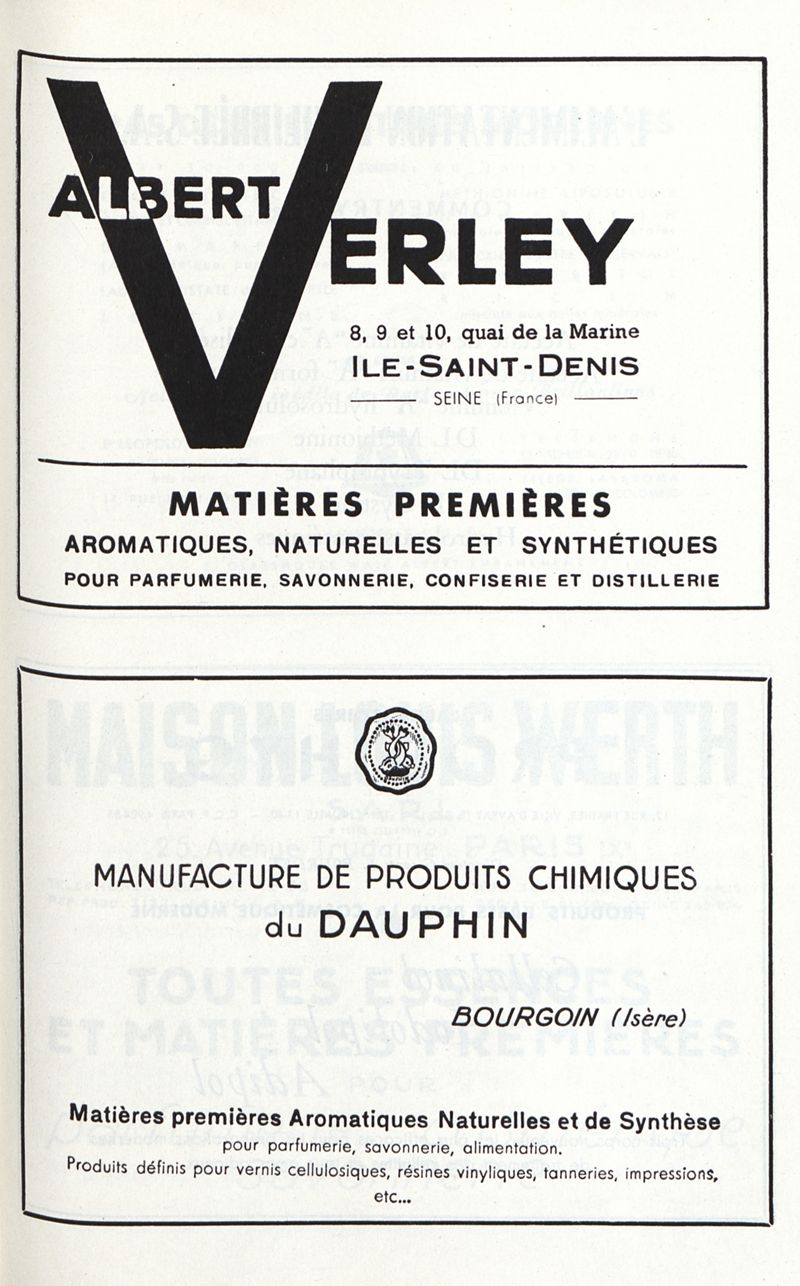 ALBERT
VERLEY
8, 9 et 10, quai de la Marine
ILE-SAINT-DENIS
SEINE (France)
MATIÈRES PREMIÈRES
AROMATIQUES, NATURELLES ET SYNTHÉTIQUES
POUR PARFUMERIE, SAVONNERIE, CONFISERIE ET DISTILLERIE
MANUFACTURE DE PRODUITS CHIMIQUES
du DAUPHIN
BOURGOIN (Isère)
Matières premières Aromatiques Naturelles et de Synthèse
pour parfumerie, savonnerie, alimentation.
Produits définis pour vernis cellulosiques, résines vinyliques, tanneries, impressions,
etc...